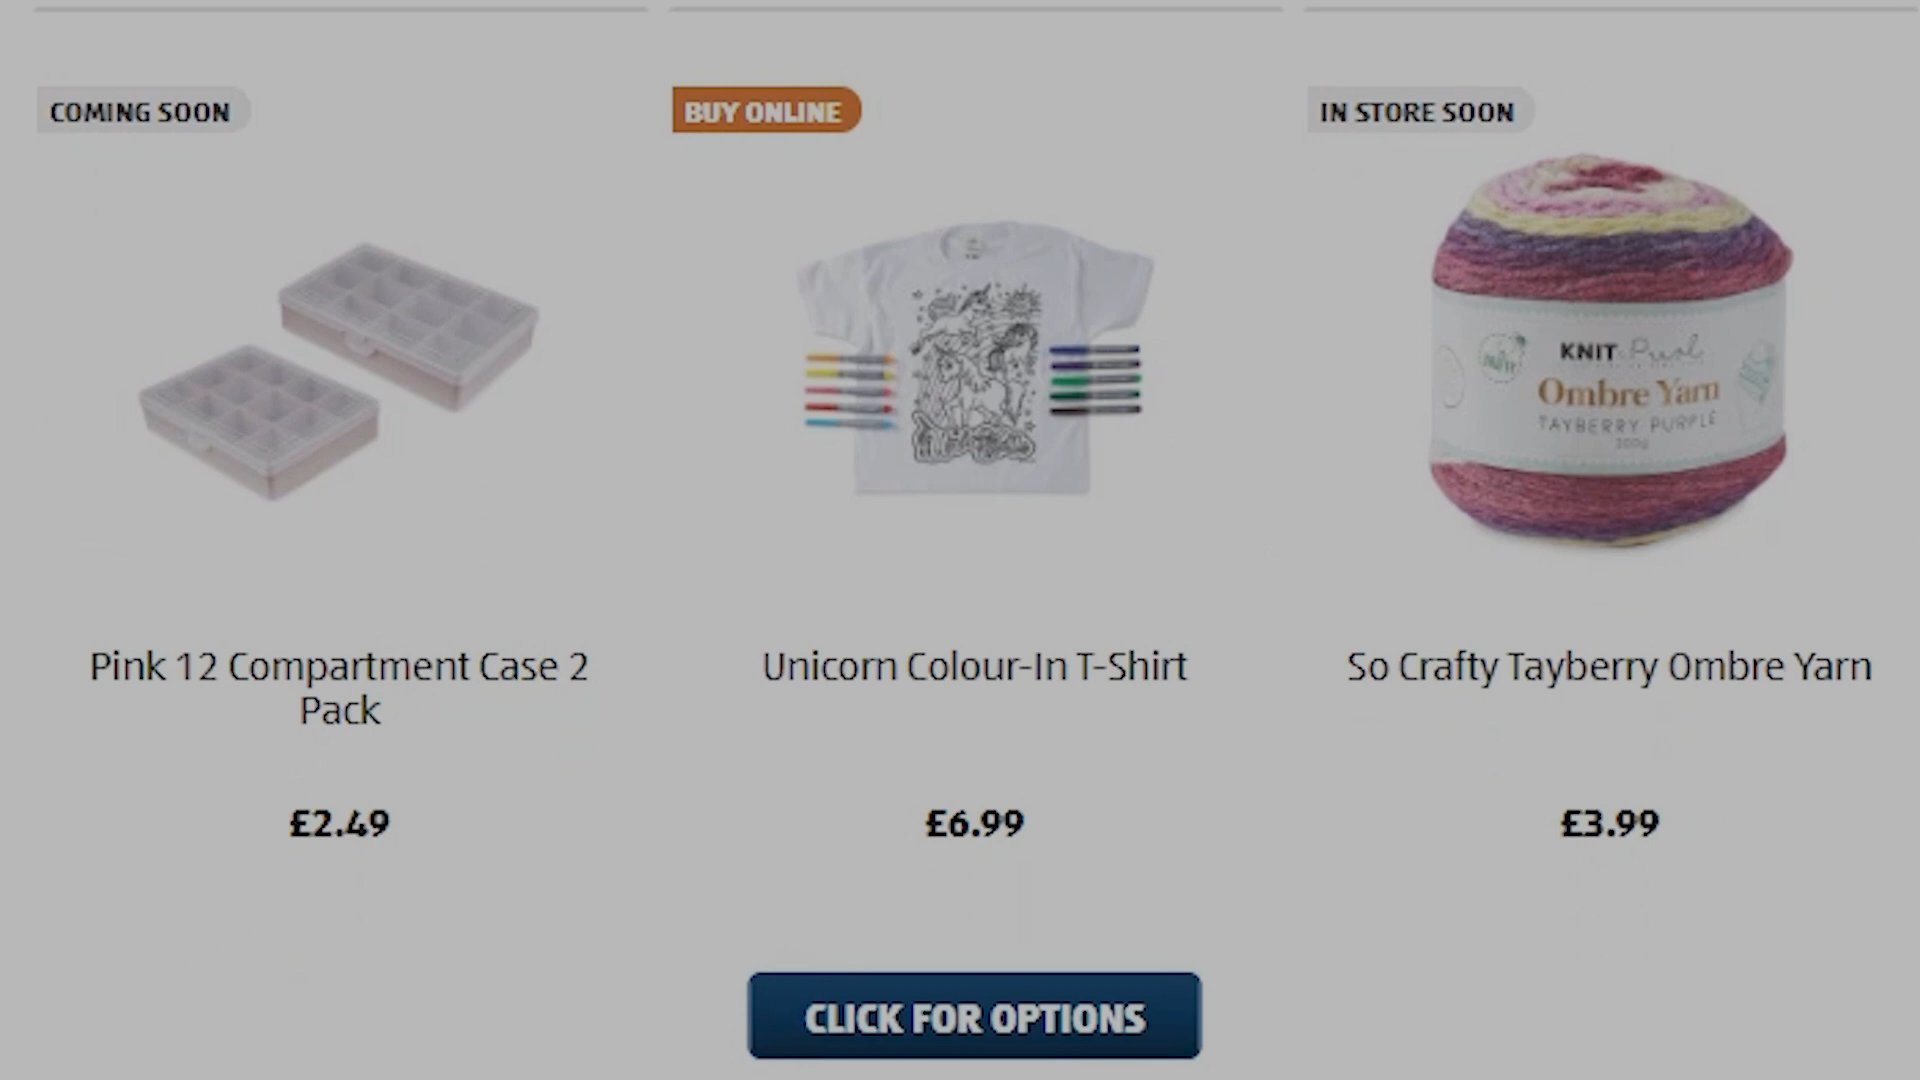 COMING SOON
BUY ONLINE
IN STORE SOON
KNIT Purl
Ombre Yarn
TAYBERRY PURPLE
200g
Pink 12 Compartment Case 2
Pack
Unicorn Colour-In T-Shirt
So Crafty Tayberry Ombre Yarn
£2.49
£6.99
£3.99
CLICK FOR OPTIONS